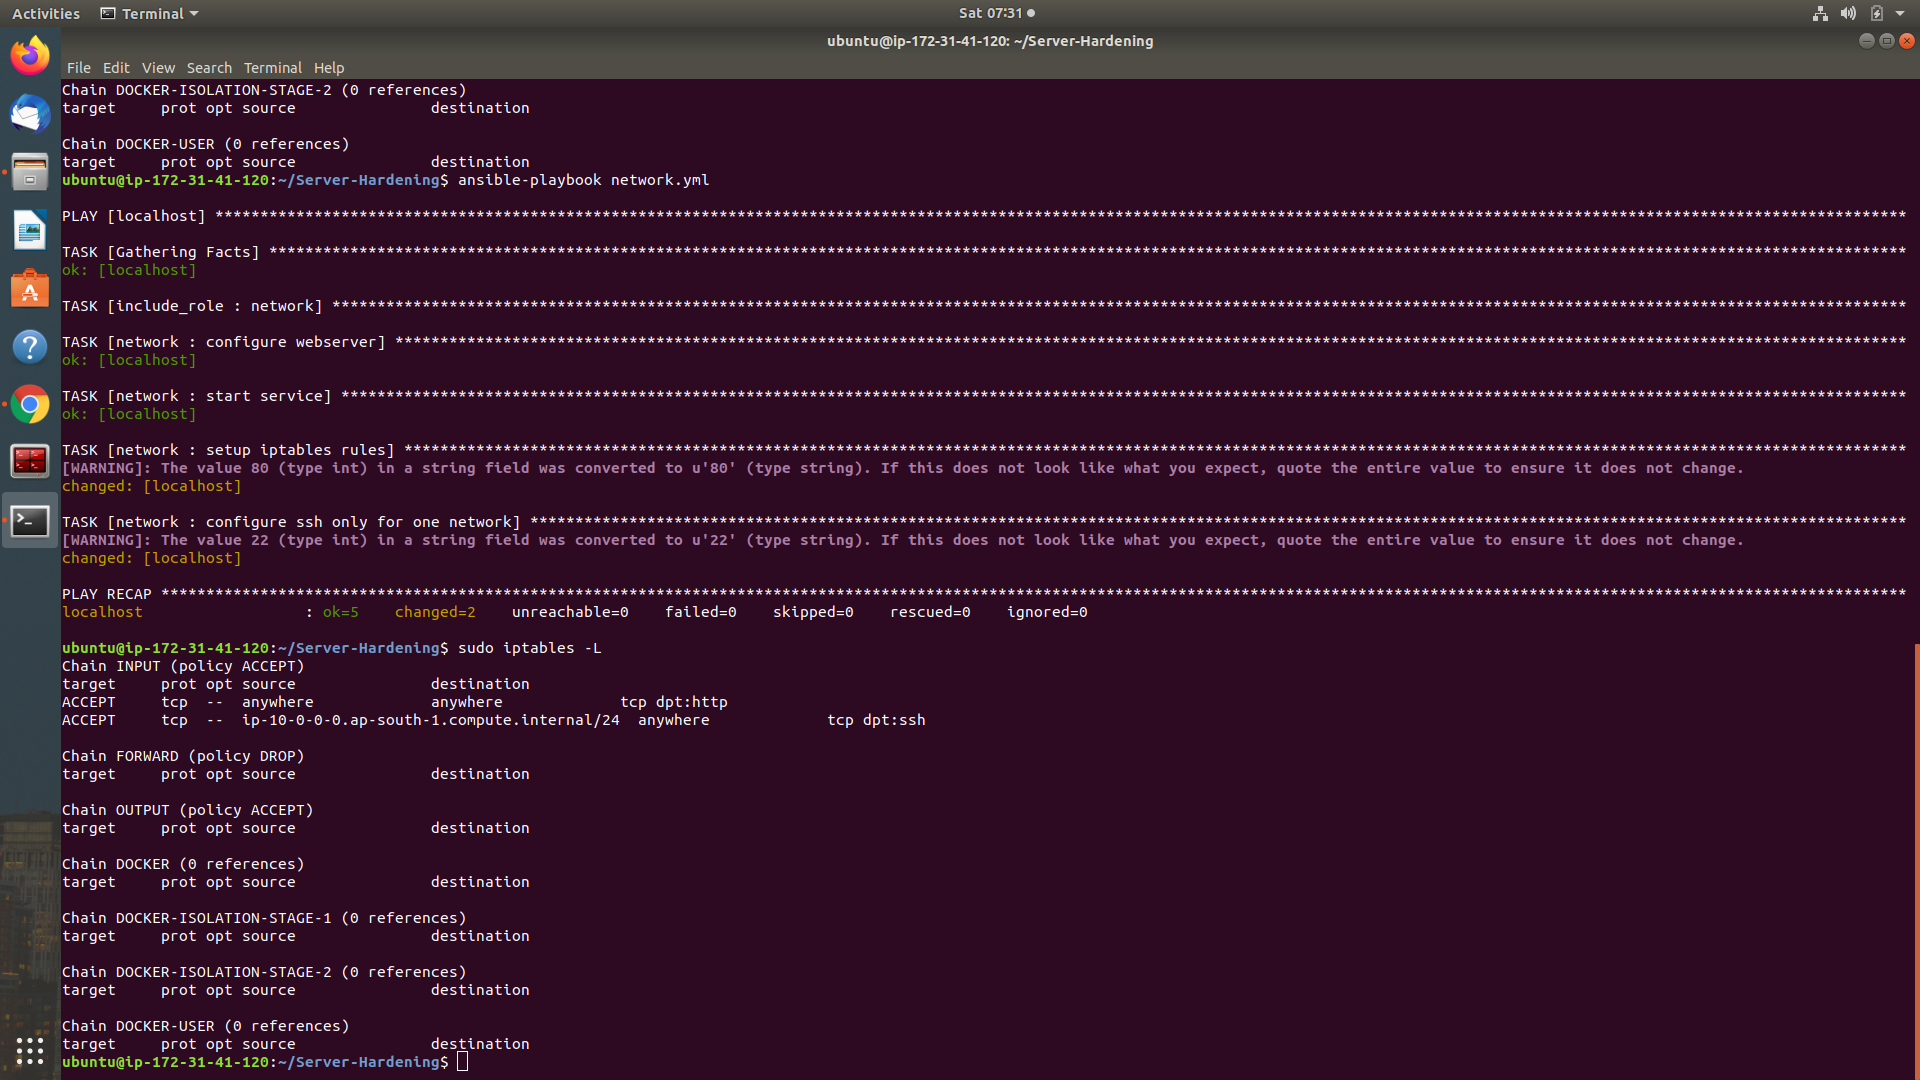 Activities Terminal Sat 07:31
ubuntu@ip-172-31-41-120: ~/Server-Hardening
File Edit View Search Terminal Help
Chain DOCKER-ISOLATION-STAGE-2 (0 references)
target     prot opt source               destination

Chain DOCKER-USER (0 references)
target     prot opt source               destination
ubuntu@ip-172-31-41-120:~/Server-Hardening$ ansible-playbook network.yml

PLAY [localhost] ********************************************************************************************************************************************************************************************

TASK [Gathering Facts] **************************************************************************************************************************************************************************************
ok: [localhost]

TASK [include_role : network] *******************************************************************************************************************************************************************************

TASK [network : configure webserver] ************************************************************************************************************************************************************************
ok: [localhost]

TASK [network : start service] ******************************************************************************************************************************************************************************
ok: [localhost]

TASK [network : setup iptables rules] ***********************************************************************************************************************************************************************
[WARNING]: The value 80 (type int) in a string field was converted to u'80' (type string). If this does not look like what you expect, quote the entire value to ensure it does not change.
changed: [localhost]

TASK [network : configure ssh only for one network] *********************************************************************************************************************************************************
[WARNING]: The value 22 (type int) in a string field was converted to u'22' (type string). If this does not look like what you expect, quote the entire value to ensure it does not change.
changed: [localhost]

PLAY RECAP **************************************************************************************************************************************************************************************************
localhost                  : ok=5    changed=2    unreachable=0    failed=0    skipped=0    rescued=0    ignored=0

ubuntu@ip-172-31-41-120:~/Server-Hardening$ sudo iptables -L
Chain INPUT (policy ACCEPT)
target     prot opt source               destination
ACCEPT     tcp  --  anywhere             anywhere             tcp dpt:http
ACCEPT     tcp  --  ip-10-0-0-0.ap-south-1.compute.internal/24  anywhere             tcp dpt:ssh

Chain FORWARD (policy DROP)
target     prot opt source               destination

Chain OUTPUT (policy ACCEPT)
target     prot opt source               destination

Chain DOCKER (0 references)
target     prot opt source               destination

Chain DOCKER-ISOLATION-STAGE-1 (0 references)
target     prot opt source               destination

Chain DOCKER-ISOLATION-STAGE-2 (0 references)
target     prot opt source               destination

Chain DOCKER-USER (0 references)
target     prot opt source               destination
ubuntu@ip-172-31-41-120:~/Server-Hardening$